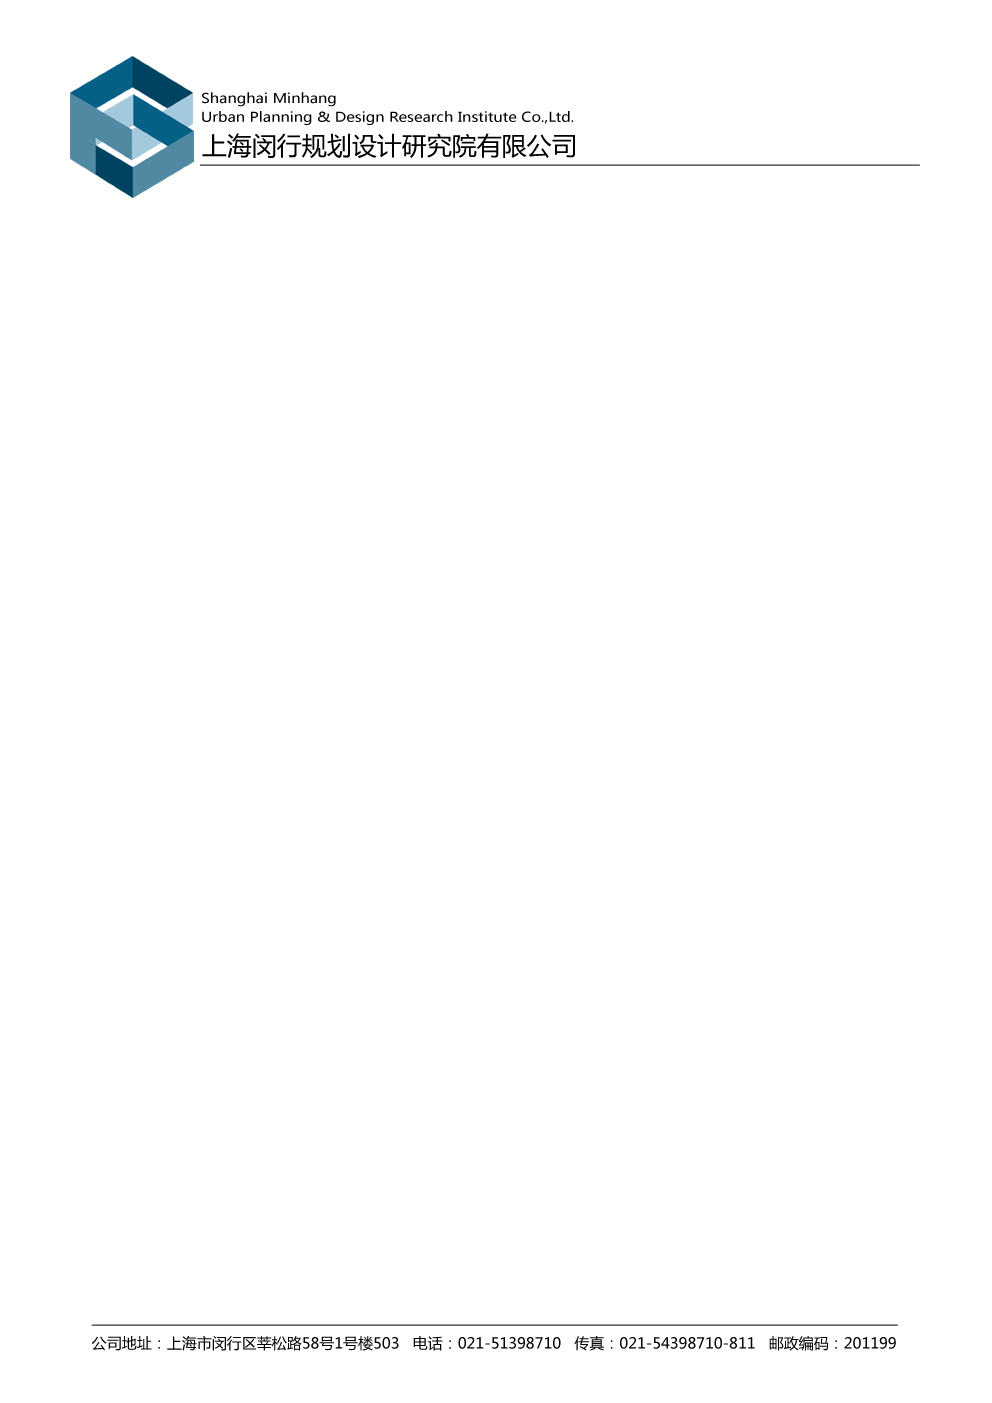 Shanghai Minhang
Urban Planning & Design Research Institute Co.,Ltd.
上海闵行规划设计研究院有限公司
公司地址：上海市闵行区莘松路58号1号楼503 电话：021-51398710 传真：021-54398710-811 邮政编码：201199